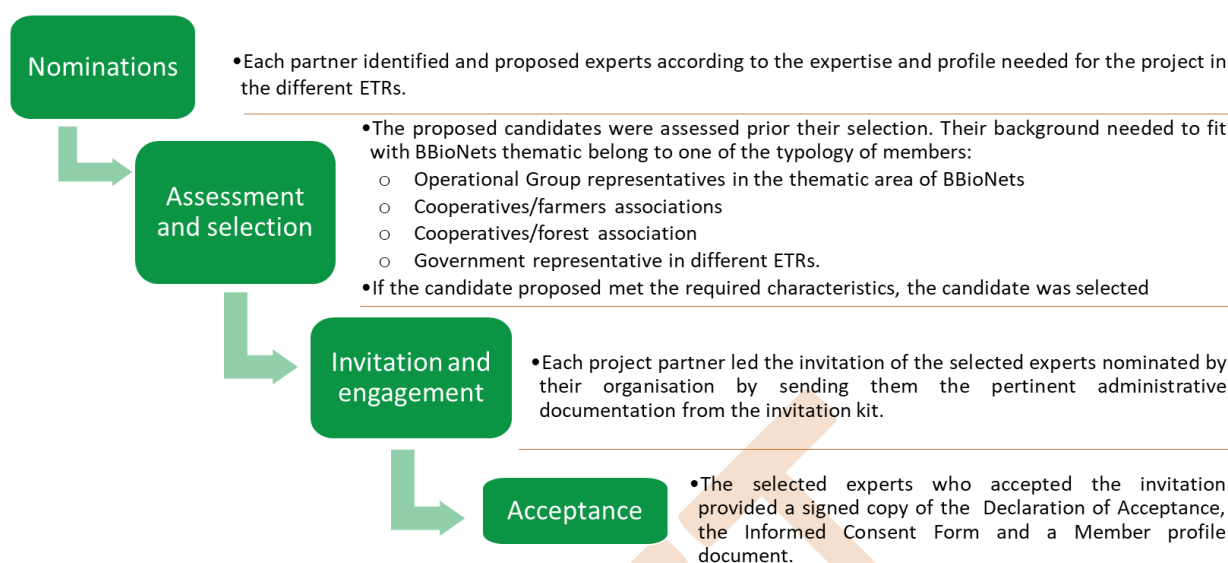 Nominations
•Each partner identified and proposed experts according to the expertise and profile needed for the project in
the different ETRs.
Assessment
and selection
•The proposed candidates were assessed prior their selection. Their background needed to fit
with BBioNets thematic belong to one of the typology of members:
o Operational Group representatives in the thematic area of BBioNets
o Cooperatives/farmers associations
o Cooperatives/forest association
o Government representative in different ETRs.
•If the candidate proposed met the required characteristics, the candidate was selected
Invitation and
engagement
•Each project partner led the invitation of the selected experts nominated by
their organisation by sending them the pertinent administrative
documentation from the invitation kit.
Acceptance
•The selected experts who accepted the invitation
provided a signed copy of the Declaration of Acceptance,
the Informed Consent Form and a Member profile
document.